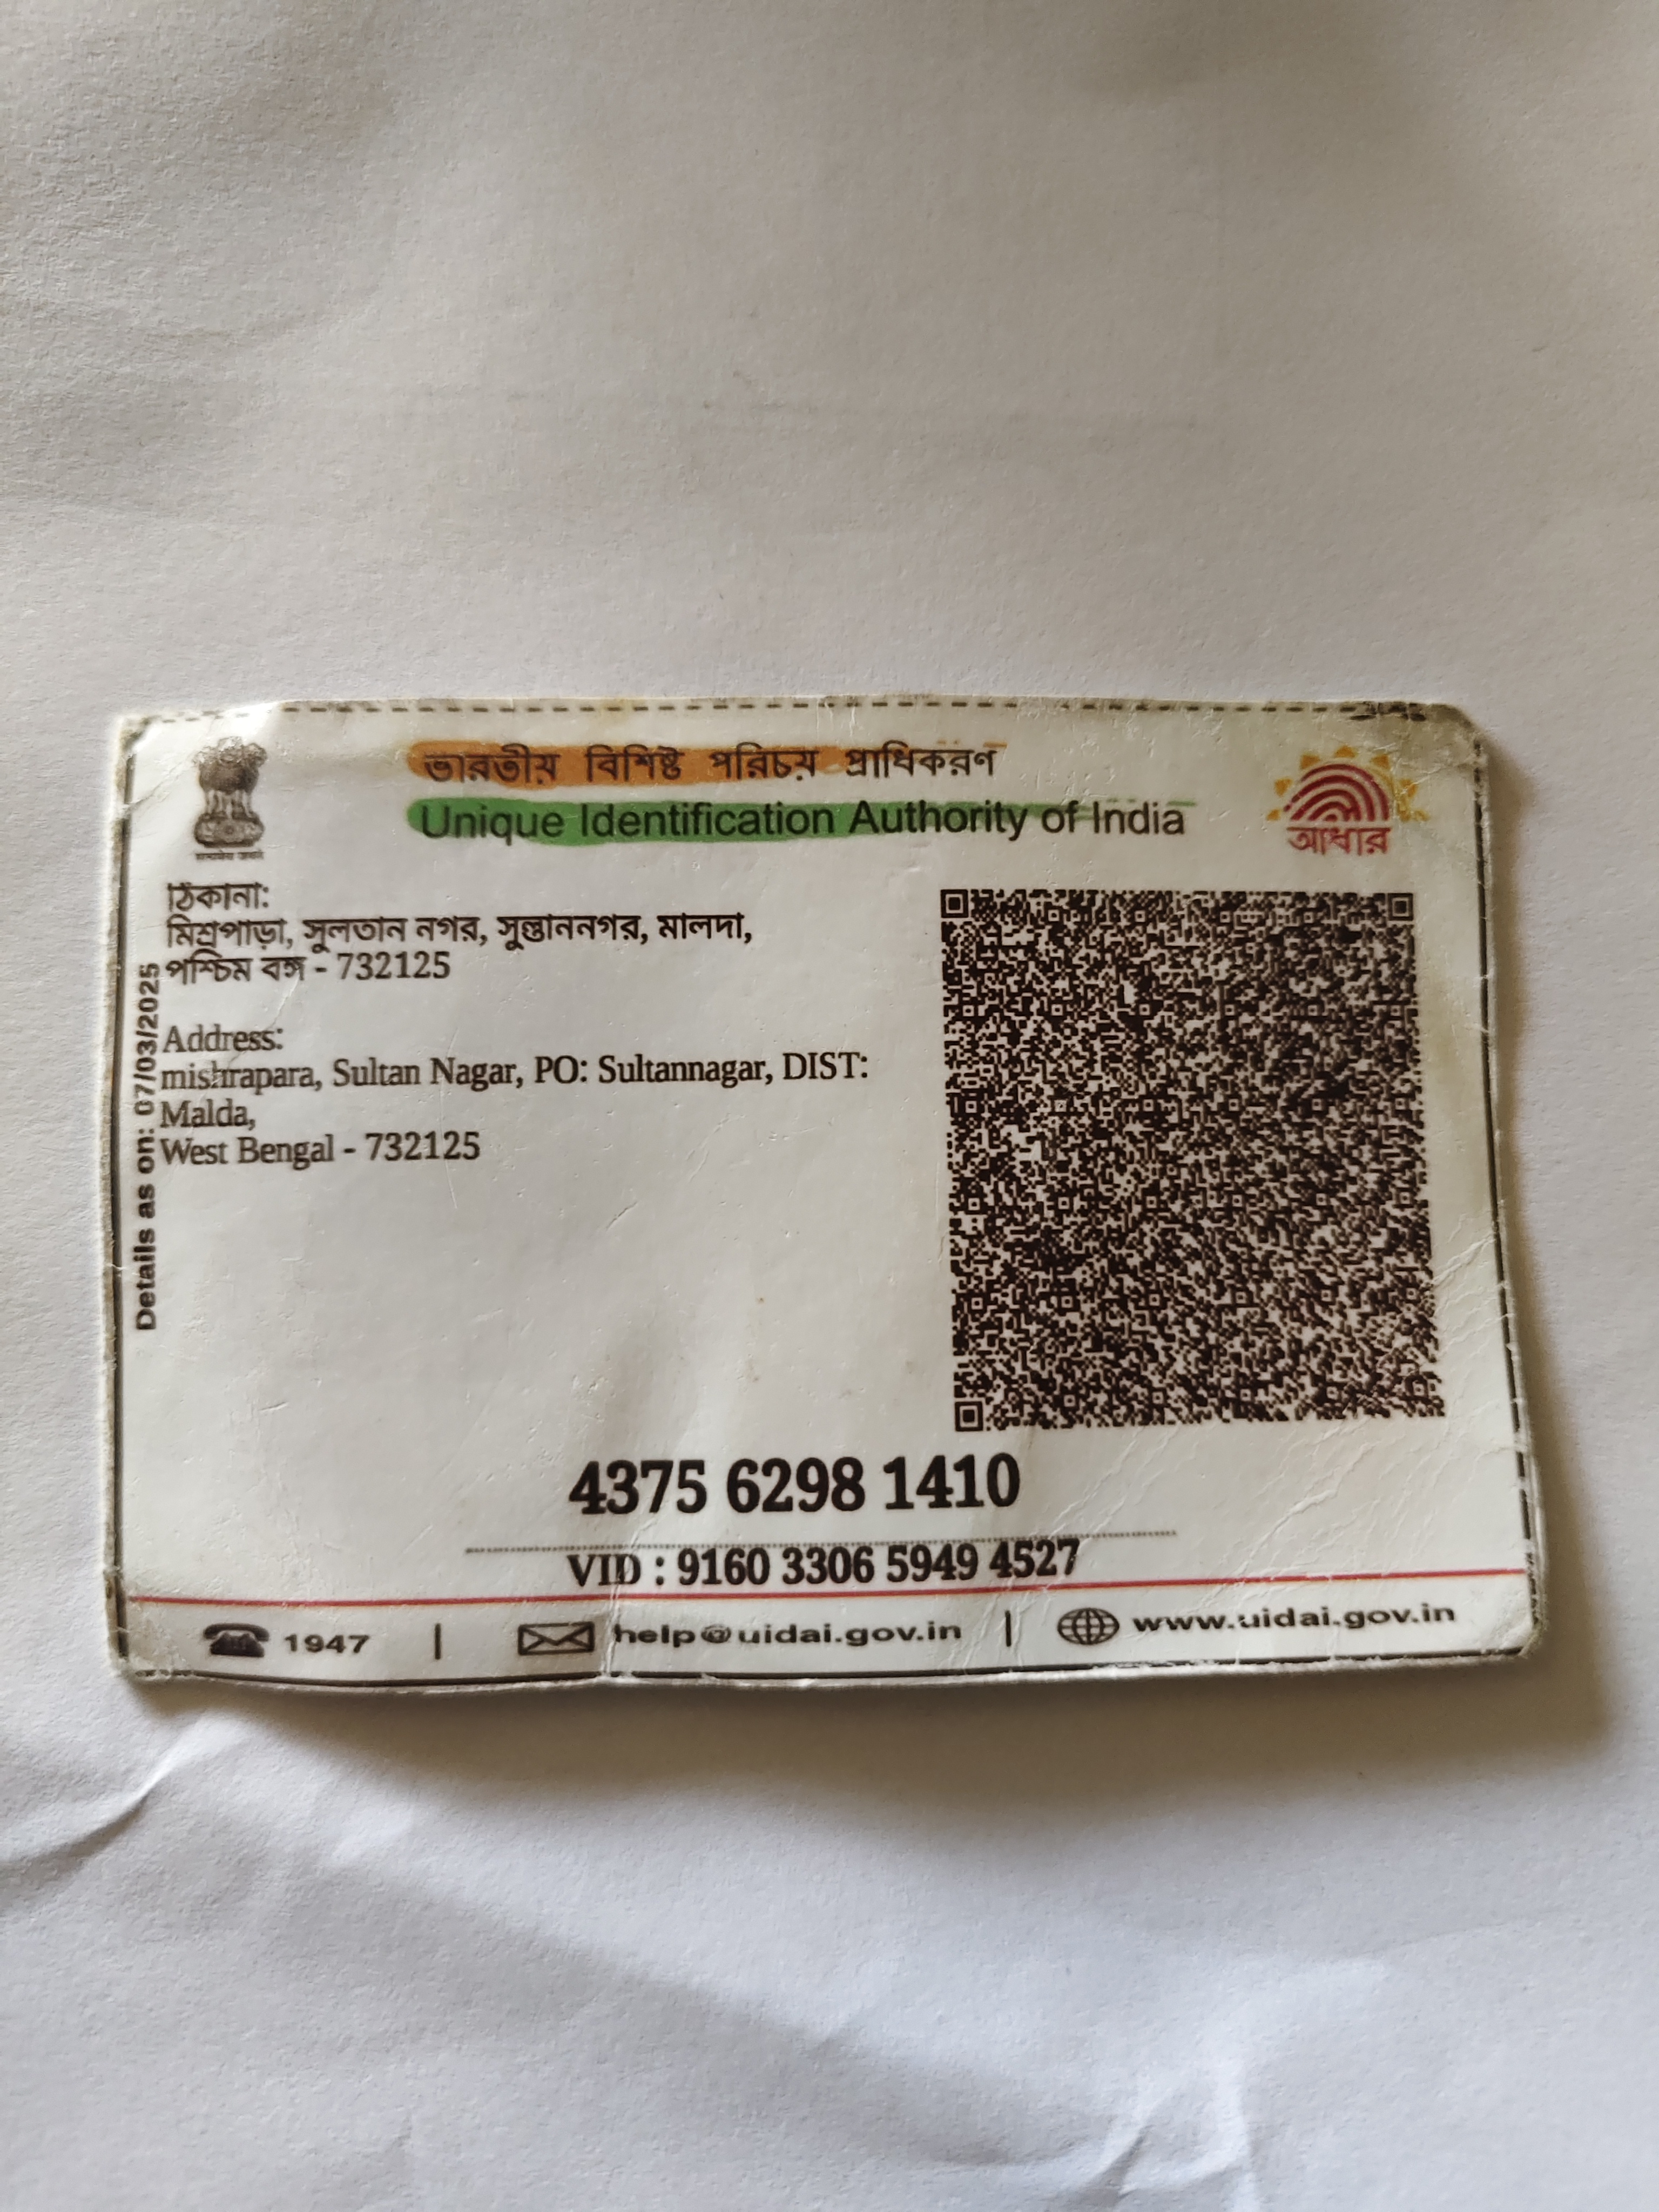 ভারতীয় বিশিষ্ট পরিচয় প্রাধিকরণ
Unique Identification Authority of India
আধার
ঠিকানা:
মিশ্রপাড়া, সুলতান নগর, সুল্তাননগর, মালদা,
পশ্চিম বঙ্গ - 732125
Address:
mishrapara, Sultan Nagar, PO: Sultannagar, DIST:
Malda,
West Bengal - 732125
Details as on: 07/03/2025
4375 6298 1410
VID : 9160 3306 5949 4527
1947 | help@uidai.gov.in | www.uidai.gov.in